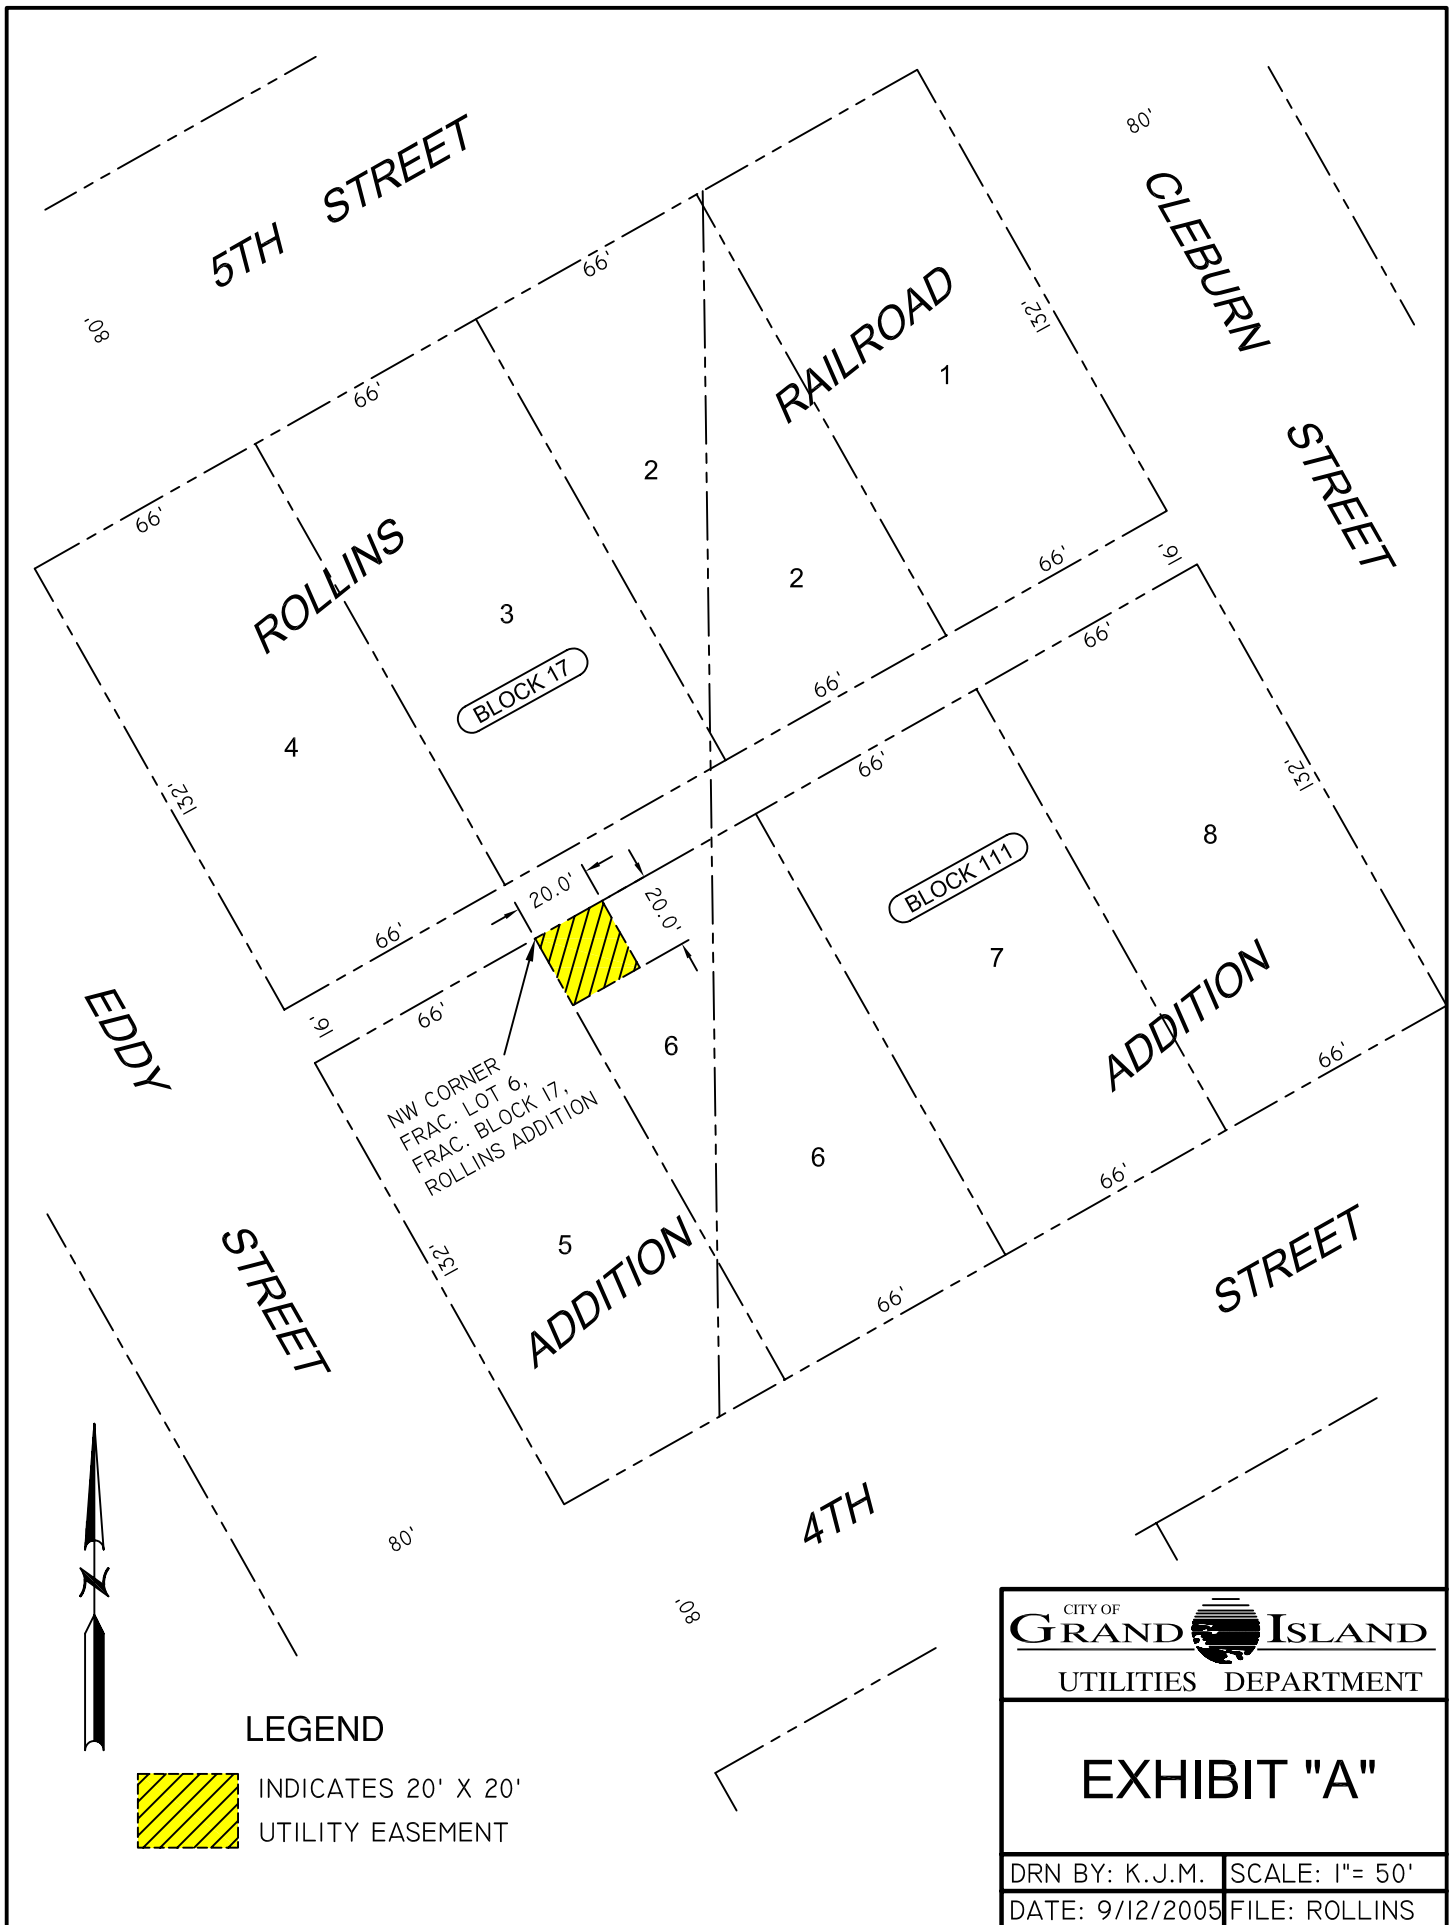 80'
5TH STREET
CLEBURN STREET
80'
66'
66'
RAILROAD
132'
1
66'
2
ROLLINS
2
66'
16'
3
66'
66'
BLOCK 17
4
132'
66'
132'
8
BLOCK 111
20.0'
20.0'
66'
7
EDDY STREET
16'
66'
6
ADDITION
66'
NW CORNER
FRAC. LOT 6,
FRAC. BLOCK 17,
ROLLINS ADDITION
6
66'
132'
5
ADDITION
STREET
66'
4TH
80'
80'
CITY OF
GRAND ISLAND
UTILITIES DEPARTMENT
N
LEGEND
INDICATES 20' X 20'
UTILITY EASEMENT
EXHIBIT "A"
DRN BY: K.J.M.
SCALE: 1"= 50'
DATE: 9/12/2005
FILE: ROLLINS